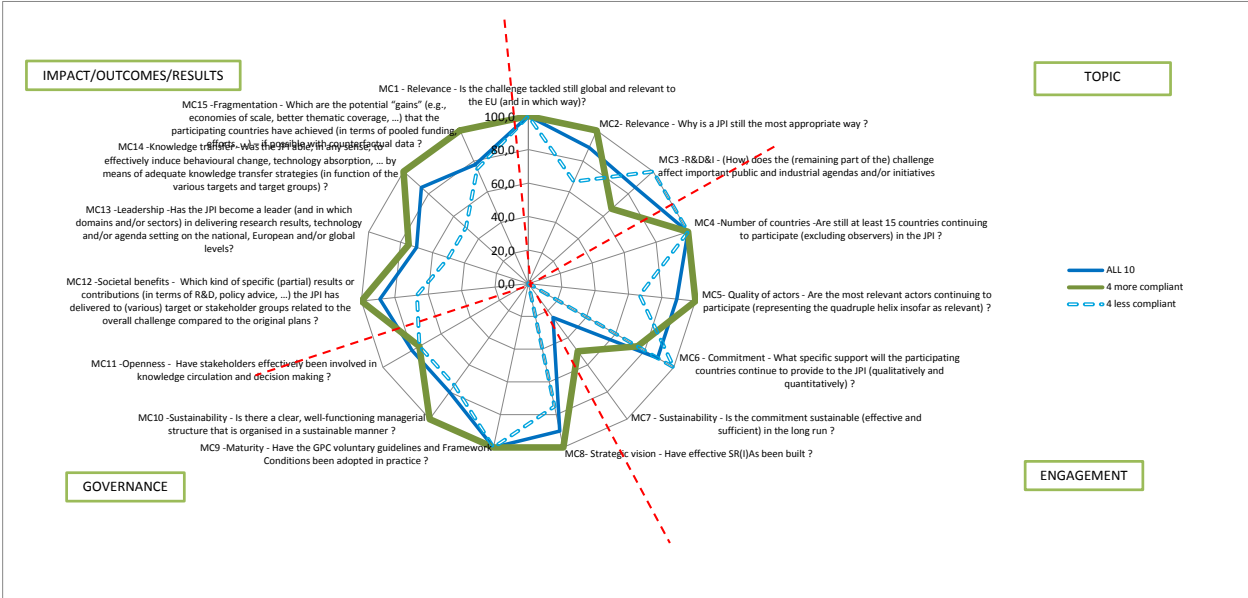 IMPACT/OUTCOMES/RESULTS
TOPIC
MC1 - Relevance - Is the challenge tackled still global and relevant to
the EU (and in which way)?
MC15 -Fragmentation - Which are the potential "gains" (e.g.,
economies of scale, better thematic coverage, ...) that the
participating countries have achieved (in terms of pooled funding,
efforts, ...) - if possible with counterfactual data ?
MC2- Relevance - Why is a JPI still the most appropriate way ?
MC14 -Knowledge transfer -Was the JPI able, in any sense, to
effectively induce behavioural change, technology absorption, ... by
means of adequate knowledge transfer strategies (in function of the
various targets and target groups) ?
MC3 -R&D&I - (How) does the (remaining part of the) challenge
affect important public and industrial agendas and/or initiatives
MC13 -Leadership -Has the JPI become a leader (and in which
domains and/or sectors) in delivering research results, technology
and/or agenda setting on the national, European and/or global
levels?
MC4 -Number of countries -Are still at least 15 countries continuing
to participate (excluding observers) in the JPI ?
MC12 -Societal benefits - Which kind of specific (partial) results or
contributions (in terms of R&D, policy advice, ...) the JPI has
delivered to (various) target or stakeholder groups related to the
overall challenge compared to the original plans ?
MC5- Quality of actors - Are the most relevant actors continuing to
participate (representing the quadruple helix insofar as relevant) ?
MC11 -Openness - Have stakeholders effectively been involved in
knowledge circulation and decision making ?
MC6 - Commitment - What specific support will the participating
countries continue to provide to the JPI (qualitatively and
quantitatively) ?
MC10 -Sustainability - Is there a clear, well-functioning managerial
structure that is organised in a sustainable manner ?
MC7 - Sustainability - Is the commitment sustainable (effective and
sufficient) in the long run ?
MC9 -Maturity - Have the GPC voluntary guidelines and Framework
Conditions been adopted in practice ?
MC8- Strategic vision - Have effective SR(I)As been built ?
100,0
80,0
60,0
40,0
20,0
0,0
ALL 10
4 more compliant
4 less compliant
GOVERNANCE
ENGAGEMENT